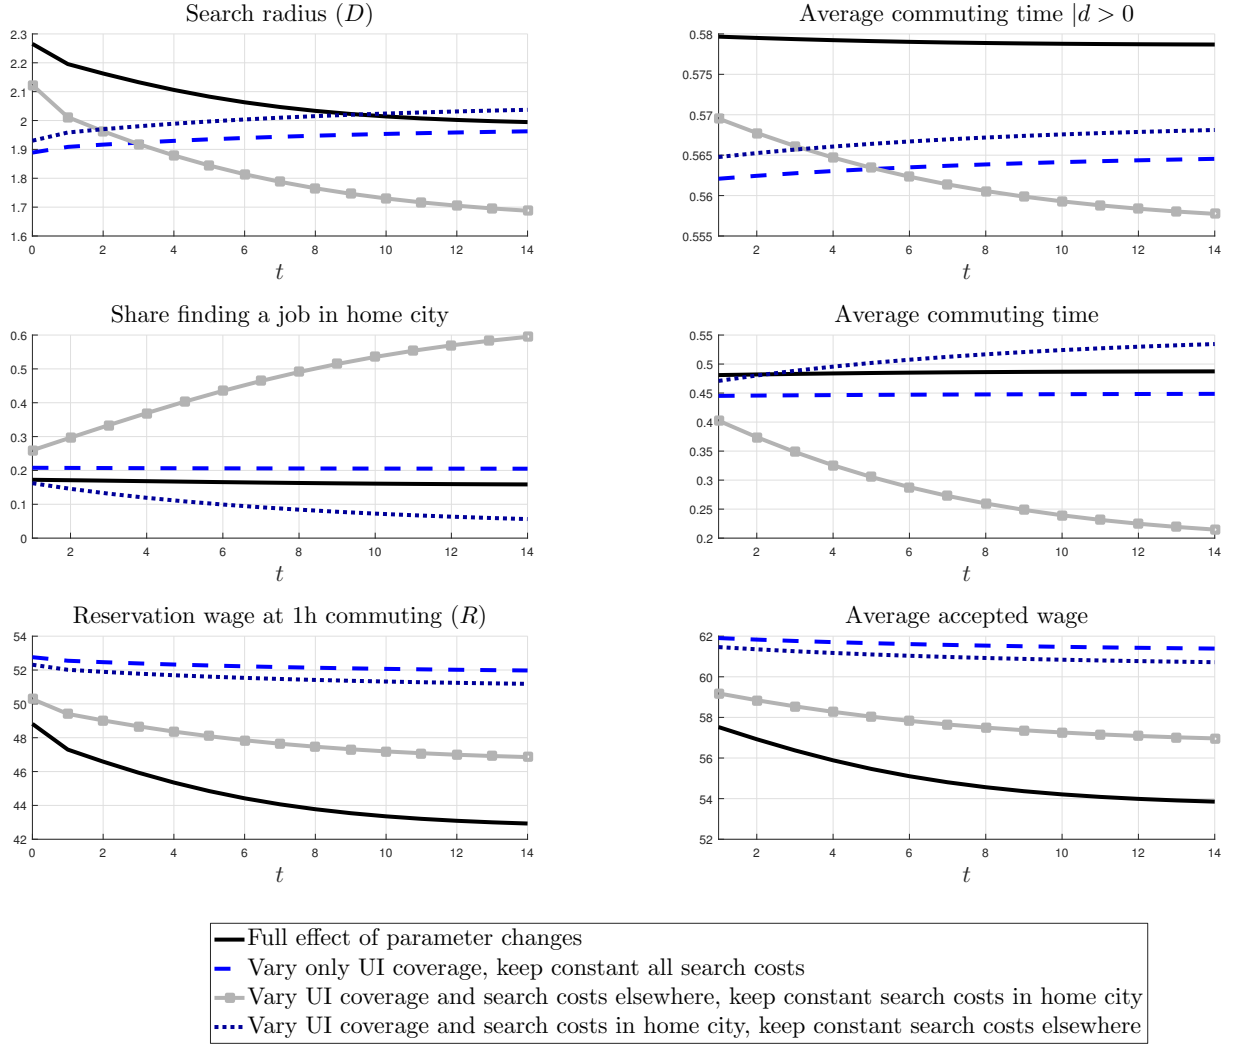 Search radius (D)
2.3
2.2
2.1
2
1.9
1.8
1.7
1.6
0 2 4 6 8 10 12 14
t
Average commuting time |d > 0
0.58
0.575
0.57
0.565
0.56
0.555
2 4 6 8 10 12 14
t
Share finding a job in home city
0.6
0.5
0.4
0.3
0.2
0.1
0
2 4 6 8 10 12 14
t
Average commuting time
0.55
0.5
0.45
0.4
0.35
0.3
0.25
0.2
2 4 6 8 10 12 14
t
Reservation wage at 1h commuting (R)
54
52
50
48
46
44
42
0 2 4 6 8 10 12 14
t
Average accepted wage
62
60
58
56
54
52
2 4 6 8 10 12 14
t
Full effect of parameter changes
Vary only UI coverage, keep constant all search costs
Vary UI coverage and search costs elsewhere, keep constant search costs in home city
Vary UI coverage and search costs in home city, keep constant search costs elsewhere